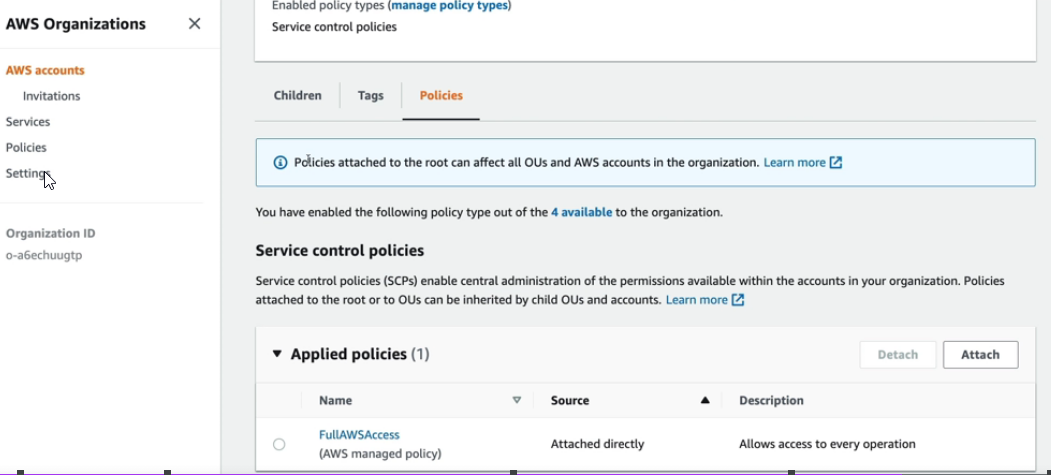 AWS Organizations
AWS accounts
Invitations
Services
Policies
Settings
Organization ID
o-a6echuugtp
Enabled policy types (manage policy types)
Service control policies
Children
Tags
Policies
Policies attached to the root can affect all OUs and AWS accounts in the organization. Learn more
You have enabled the following policy type out of the 4 available to the organization.
Service control policies
Service control policies (SCPs) enable central administration of the permissions available within the accounts in your organization. Policies
attached to the root or to OUs can be inherited by child OUs and accounts. Learn more
Applied policies (1)
Detach
Attach
Name
Source
Description
FullAWSAccess
(AWS managed policy)
Attached directly
Allows access to every operation